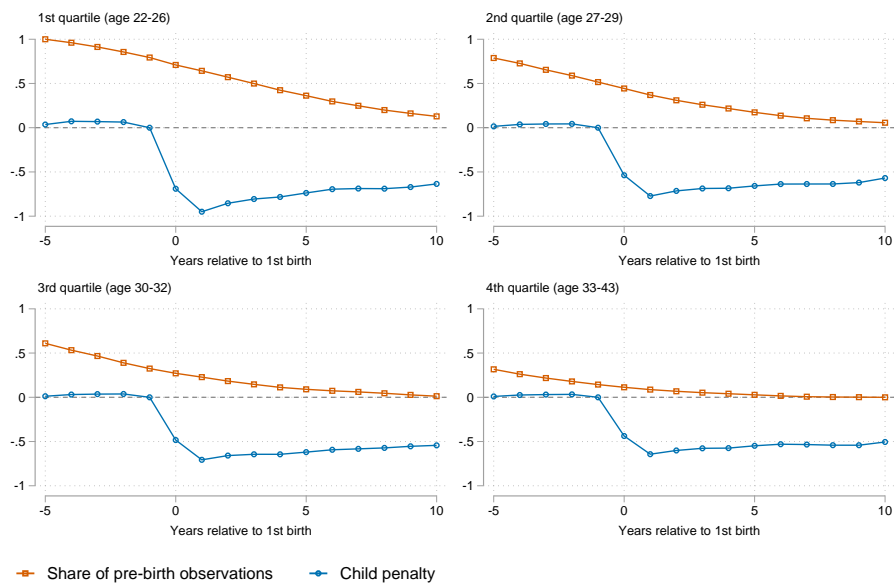 1st quartile (age 22-26)
1
.5
0
-.5
-1
-5 0 5 10
Years relative to 1st birth
2nd quartile (age 27-29)
1
.5
0
-.5
-1
-5 0 5 10
Years relative to 1st birth
3rd quartile (age 30-32)
1
.5
0
-.5
-1
-5 0 5 10
Years relative to 1st birth
4th quartile (age 33-43)
1
.5
0
-.5
-1
-5 0 5 10
Years relative to 1st birth
Share of pre-birth observations Child penalty